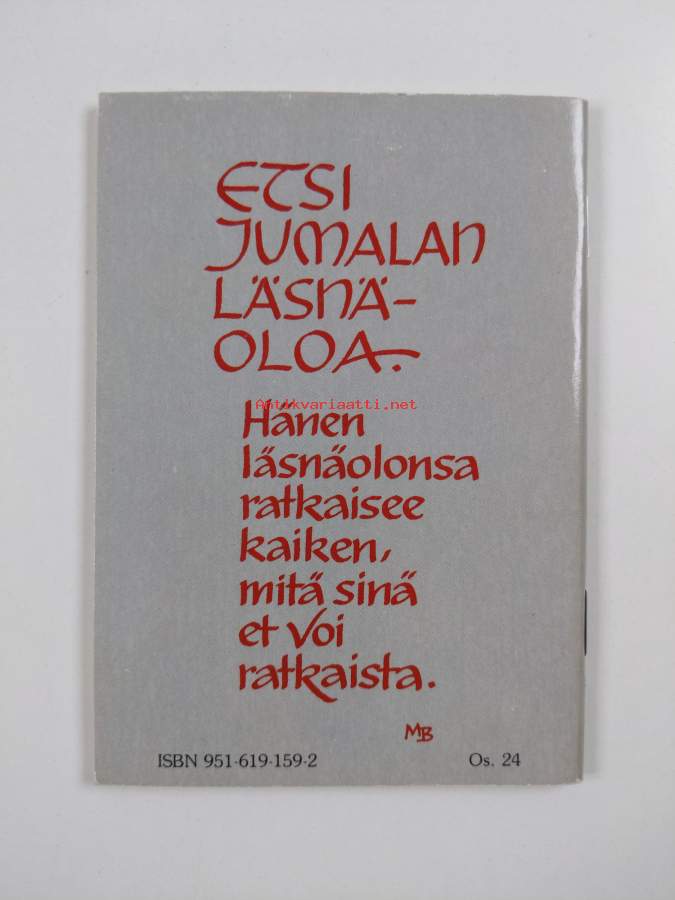 ETSI
JUMALAN
LÄSNÄ-
OLOA.
Antikvariaatti.net
Hänen
läsnäolonsa
ratkaisee
kaiken,
mitä sinä
et voi
ratkaista.
MB
ISBN 951-619-159-2 Os. 24